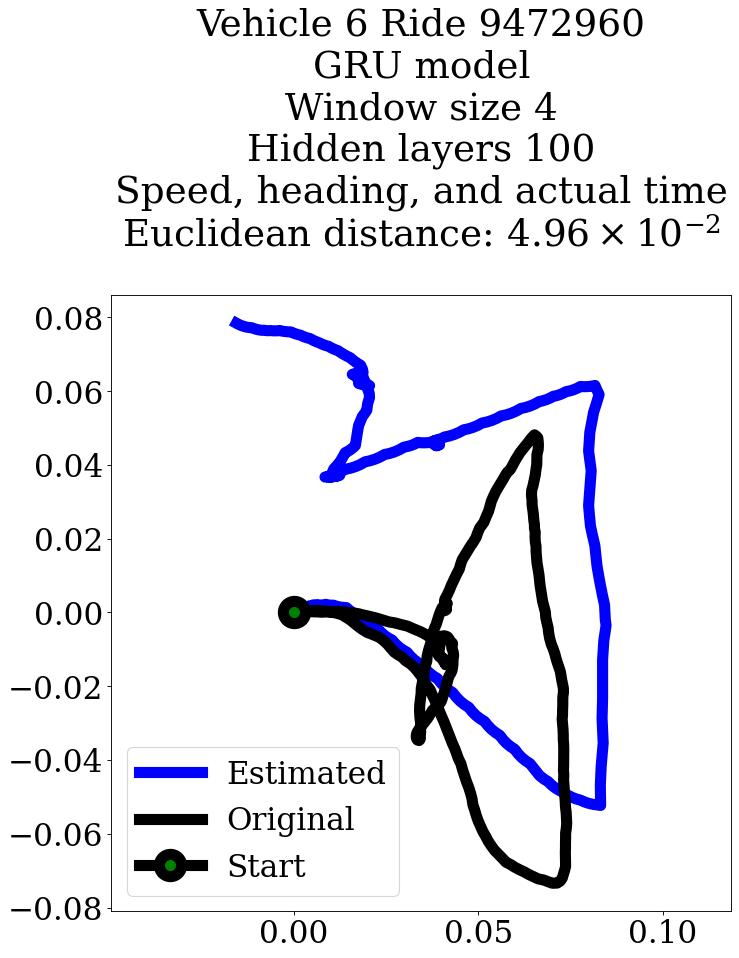 Vehicle 6 Ride 9472960
GRU model
Window size 4
Hidden layers 100
Speed, heading, and actual time
Euclidean distance: 4.96 × 10⁻²
0.08
0.06
0.04
0.02
0.00
−0.02
−0.04
−0.06
−0.08
Estimated
Original
Start
0.00 0.05 0.10